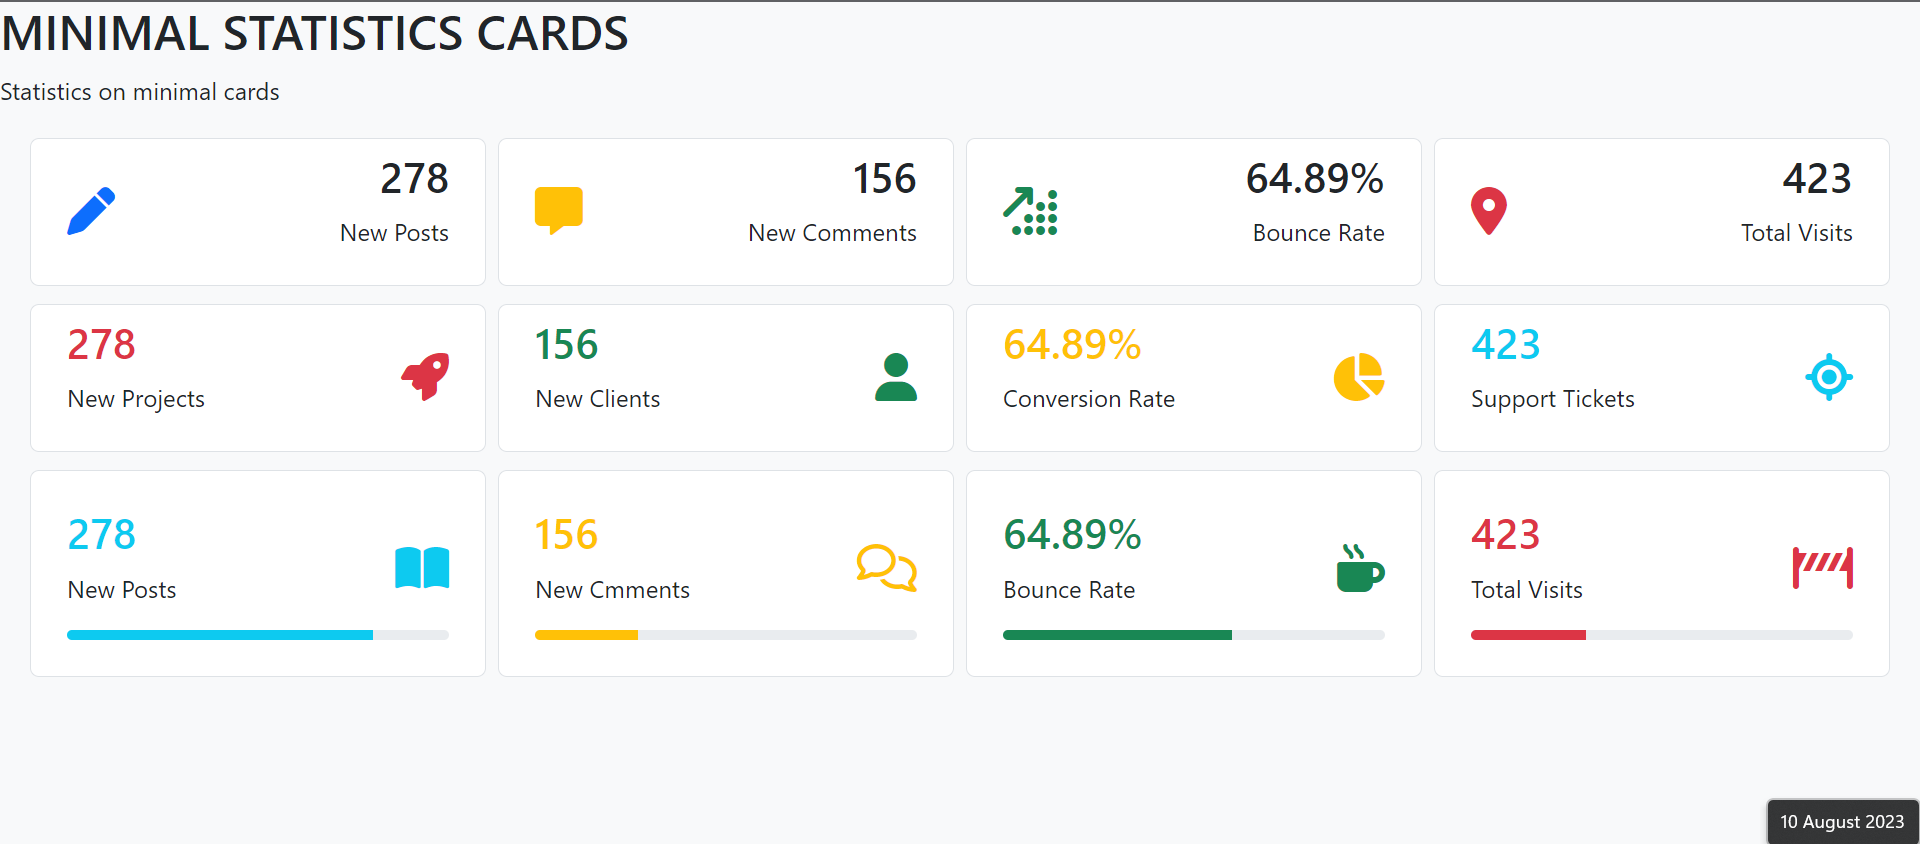 MINIMAL STATISTICS CARDS
Statistics on minimal cards
278
New Posts
156
New Comments
64.89%
Bounce Rate
423
Total Visits
278
New Projects
156
New Clients
64.89%
Conversion Rate
423
Support Tickets
278
New Posts
156
New Cmments
64.89%
Bounce Rate
423
Total Visits
10 August 2023